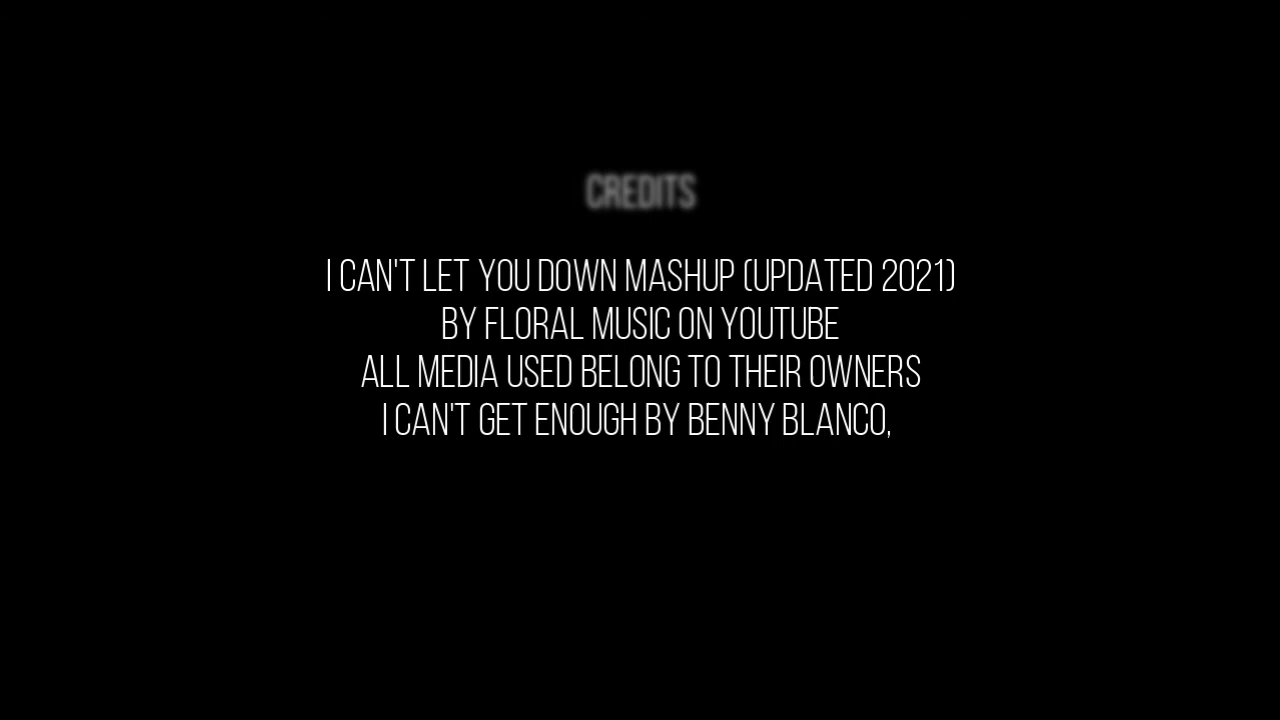 CREDITS
I CAN'T LET YOU DOWN MASHUP (UPDATED 2021)
BY FLORAL MUSIC ON YOUTUBE
ALL MEDIA USED BELONG TO THEIR OWNERS
I CAN'T GET ENOUGH BY BENNY BLANCO,